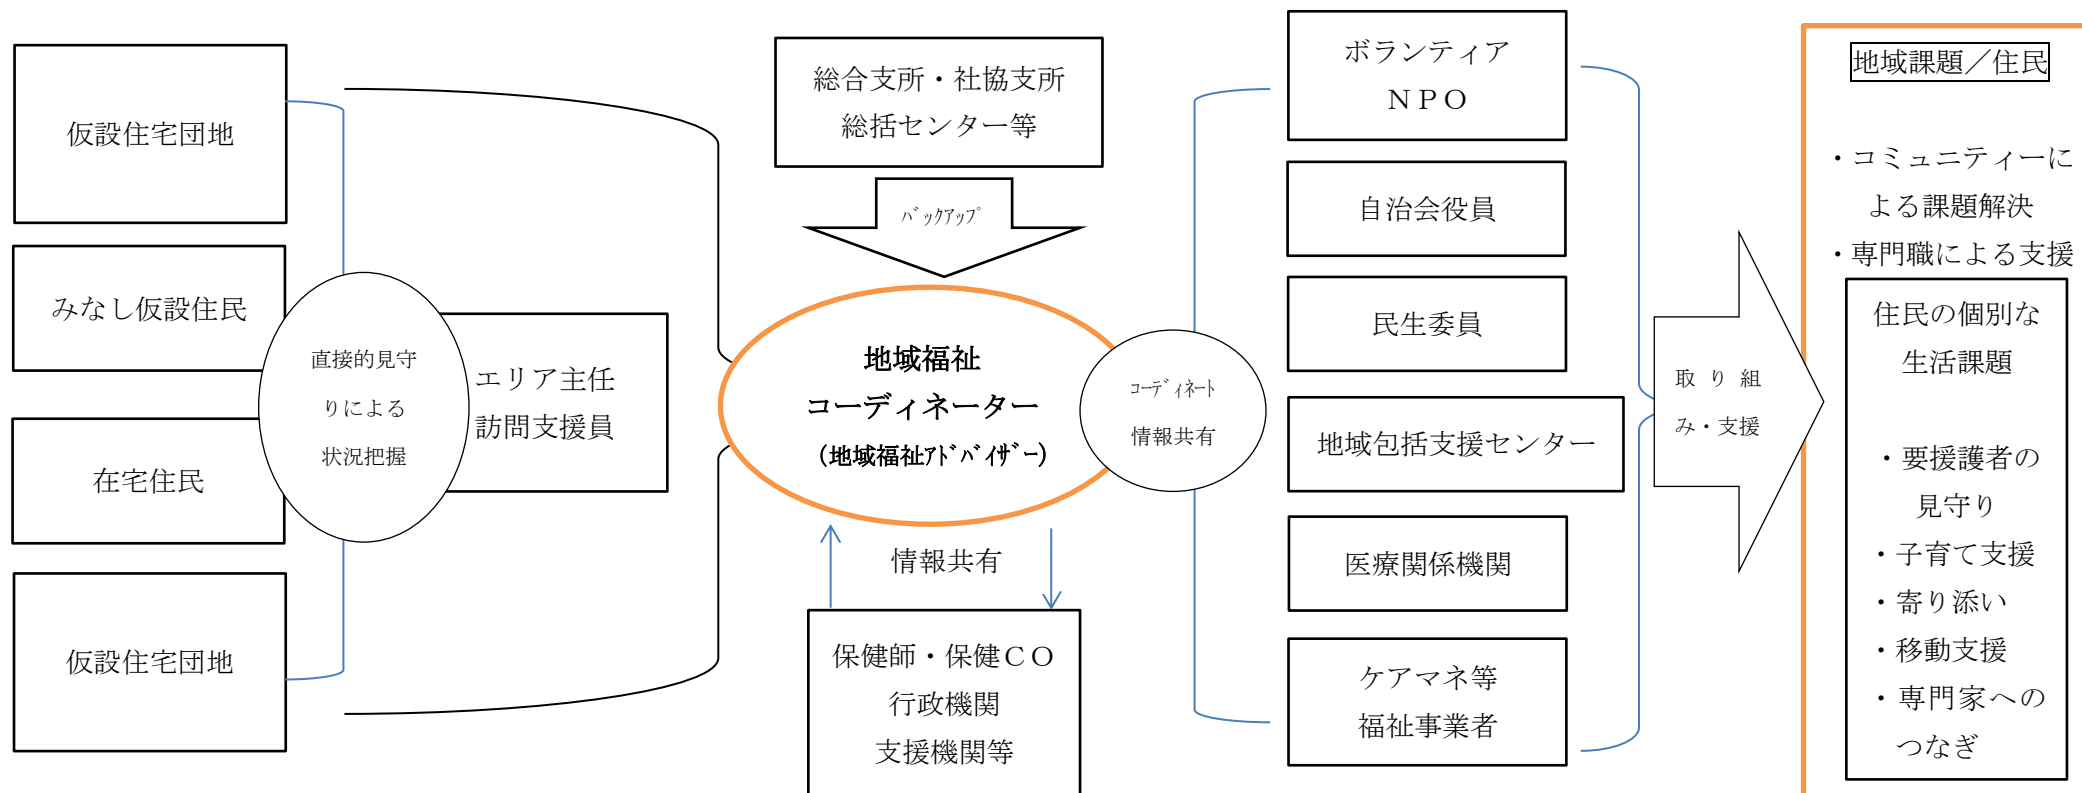 仮設住宅団地
みなし仮設住民
在宅住民
仮設住宅団地
直接的見守
りによる
状況把握
エリア主任
訪問支援員
総合支所・社協支所
総括センター等
ﾊﾞｯｸｱｯﾌﾟ
地域福祉
コーディネーター
(地域福祉ｱﾄﾞﾊﾞｲｻﾞｰ)
情報共有
保健師・保健ＣＯ
行政機関
支援機関等
ｺｰﾃﾞｨﾈｰﾄ
情報共有
ボランティア
ＮＰＯ
自治会役員
民生委員
地域包括支援センター
医療関係機関
ケアマネ等
福祉事業者
取り組
み・支援
地域課題／住民
・コミュニティーに
よる課題解決
・専門職による支援
住民の個別な
生活課題
・要援護者の
見守り
・子育て支援
・寄り添い
・移動支援
・専門家への
つなぎ